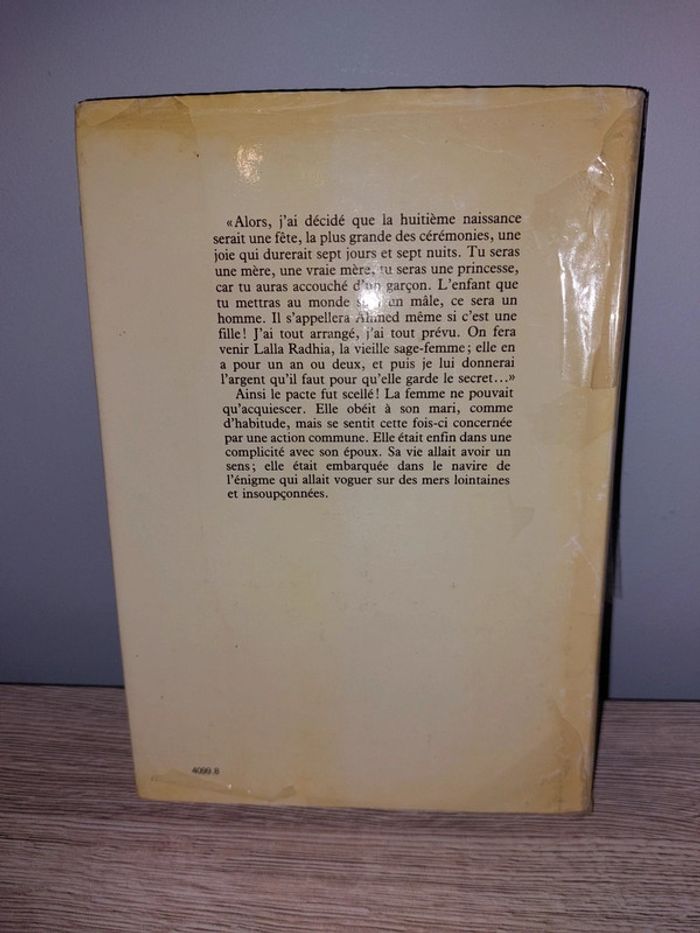 «Alors, j'ai décidé que la huitième naissance
serait une fête, la plus grande des cérémonies, une
joie qui durerait sept jours et sept nuits. Tu seras
une mère, une vraie mère, tu seras une princesse,
car tu auras accouché d'un garçon. L'enfant que
tu mettras au monde sera un mâle, ce sera un
homme. Il s'appellera Ahmed même si c'est une
fille! J'ai tout arrangé, j'ai tout prévu. On fera
venir Lalla Radhia, la vieille sage-femme; elle en
a pour un an ou deux, et puis je lui donnerai
l'argent qu'il faut pour qu'elle garde le secret...»
Ainsi le pacte fut scellé! La femme ne pouvait
qu'acquiescer. Elle obéit à son mari, comme
d'habitude, mais se sentit cette fois-ci concernée
par une action commune. Elle était enfin dans une
complicité avec son époux. Sa vie allait avoir un
sens; elle était embarquée dans le navire de
l'énigme qui allait voguer sur des mers lointaines
et insoupçonnées.
4099.8